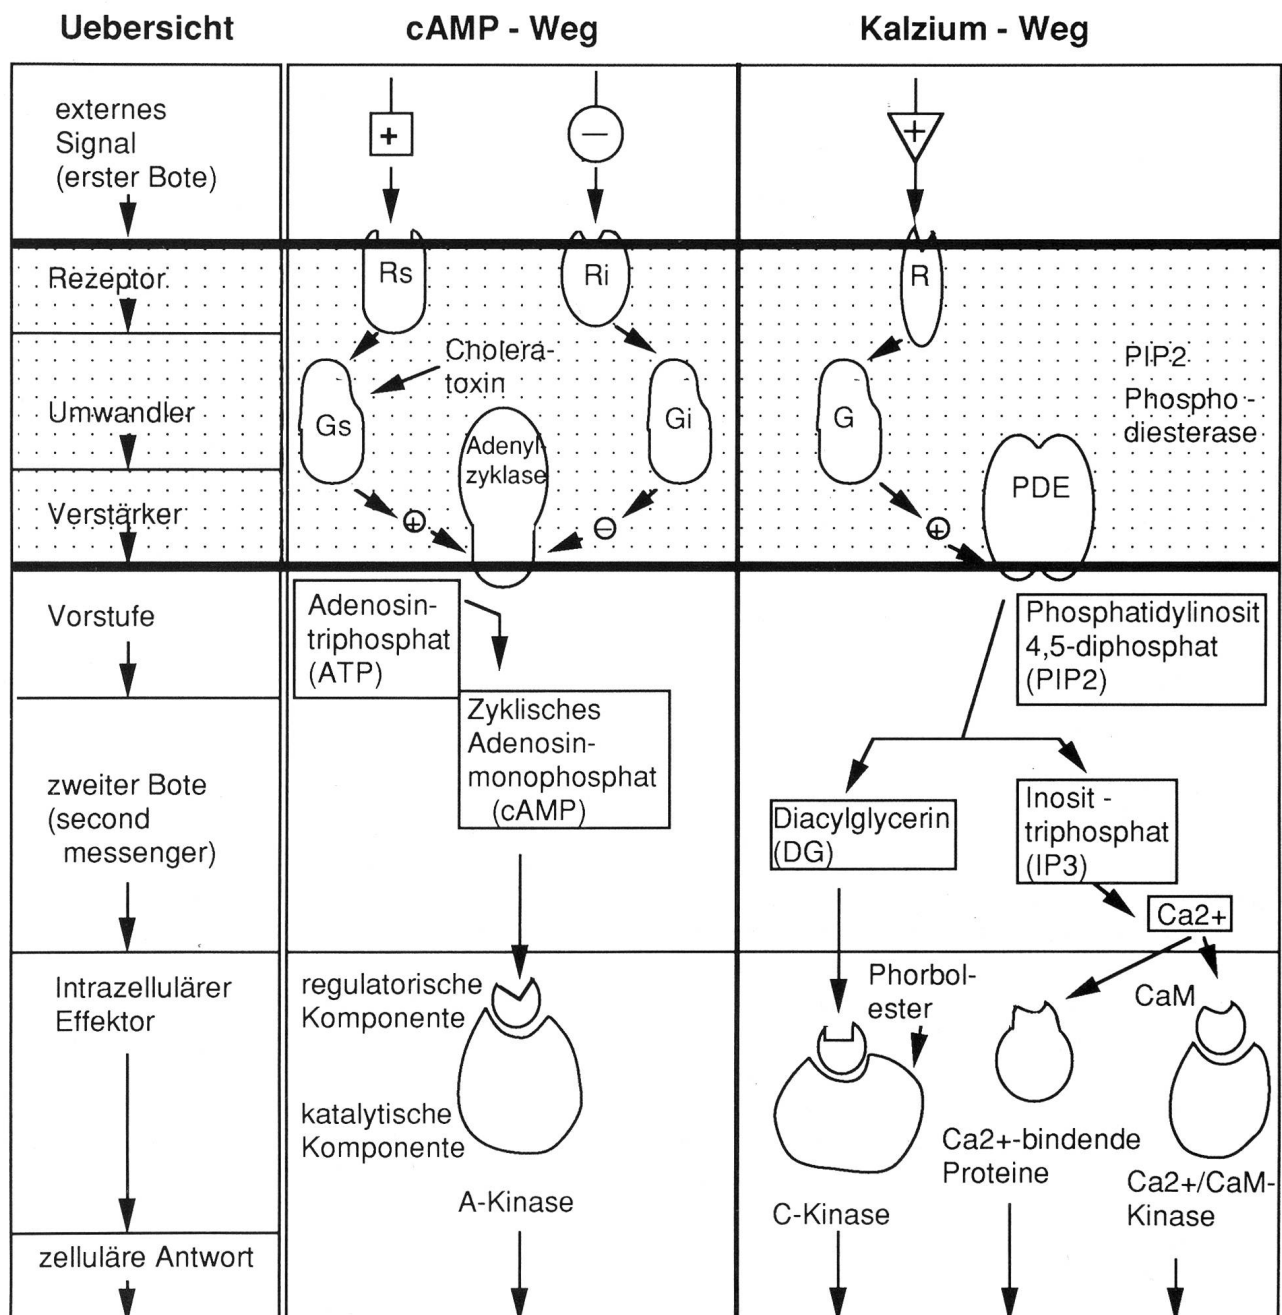 Uebersicht
cAMP - Weg
Kalzium - Weg
externes
Signal
(erster Bote)
+
—
+
Rezeptor
Rs
Ri
R
Umwandler
Cholera-
toxin
Gs
Gi
G
Adenyl-
zyklase
PIP2
Phospho -
diesterase
PDE
Verstärker
+
−
+
Vorstufe
Adenosin-
triphosphat
(ATP)
Phosphatidylinosit
4,5-diphosphat
(PIP2)
zweiter Bote
(second
messenger)
Zyklisches
Adenosin-
monophosphat
(cAMP)
Diacylglycerin
(DG)
Inosit -
triphosphat
(IP3)
Ca2+
Intrazellulärer
Effektor
regulatorische
Komponente
katalytische
Komponente
A-Kinase
Phorbol-
ester
C-Kinase
Ca2+-bindende
Proteine
CaM
Ca2+/CaM-
Kinase
zelluläre Antwort